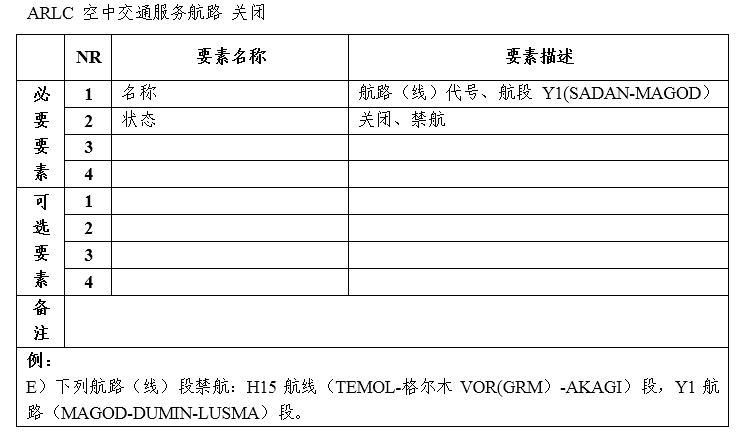 ARLC 空中交通服务航路 关闭
NR 要素名称 要素描述
必要要素
1 名称 航路（线）代号、航段 Y1(SADAN-MAGOD）
2 状态 关闭、禁航
3
4
可选要素
1
2
3
4
备注
例：
E）下列航路（线）段禁航：H15 航线（TEMOL-格尔木 VOR(GRM）-AKAGI）段，Y1 航
路（MAGOD-DUMIN-LUSMA）段。